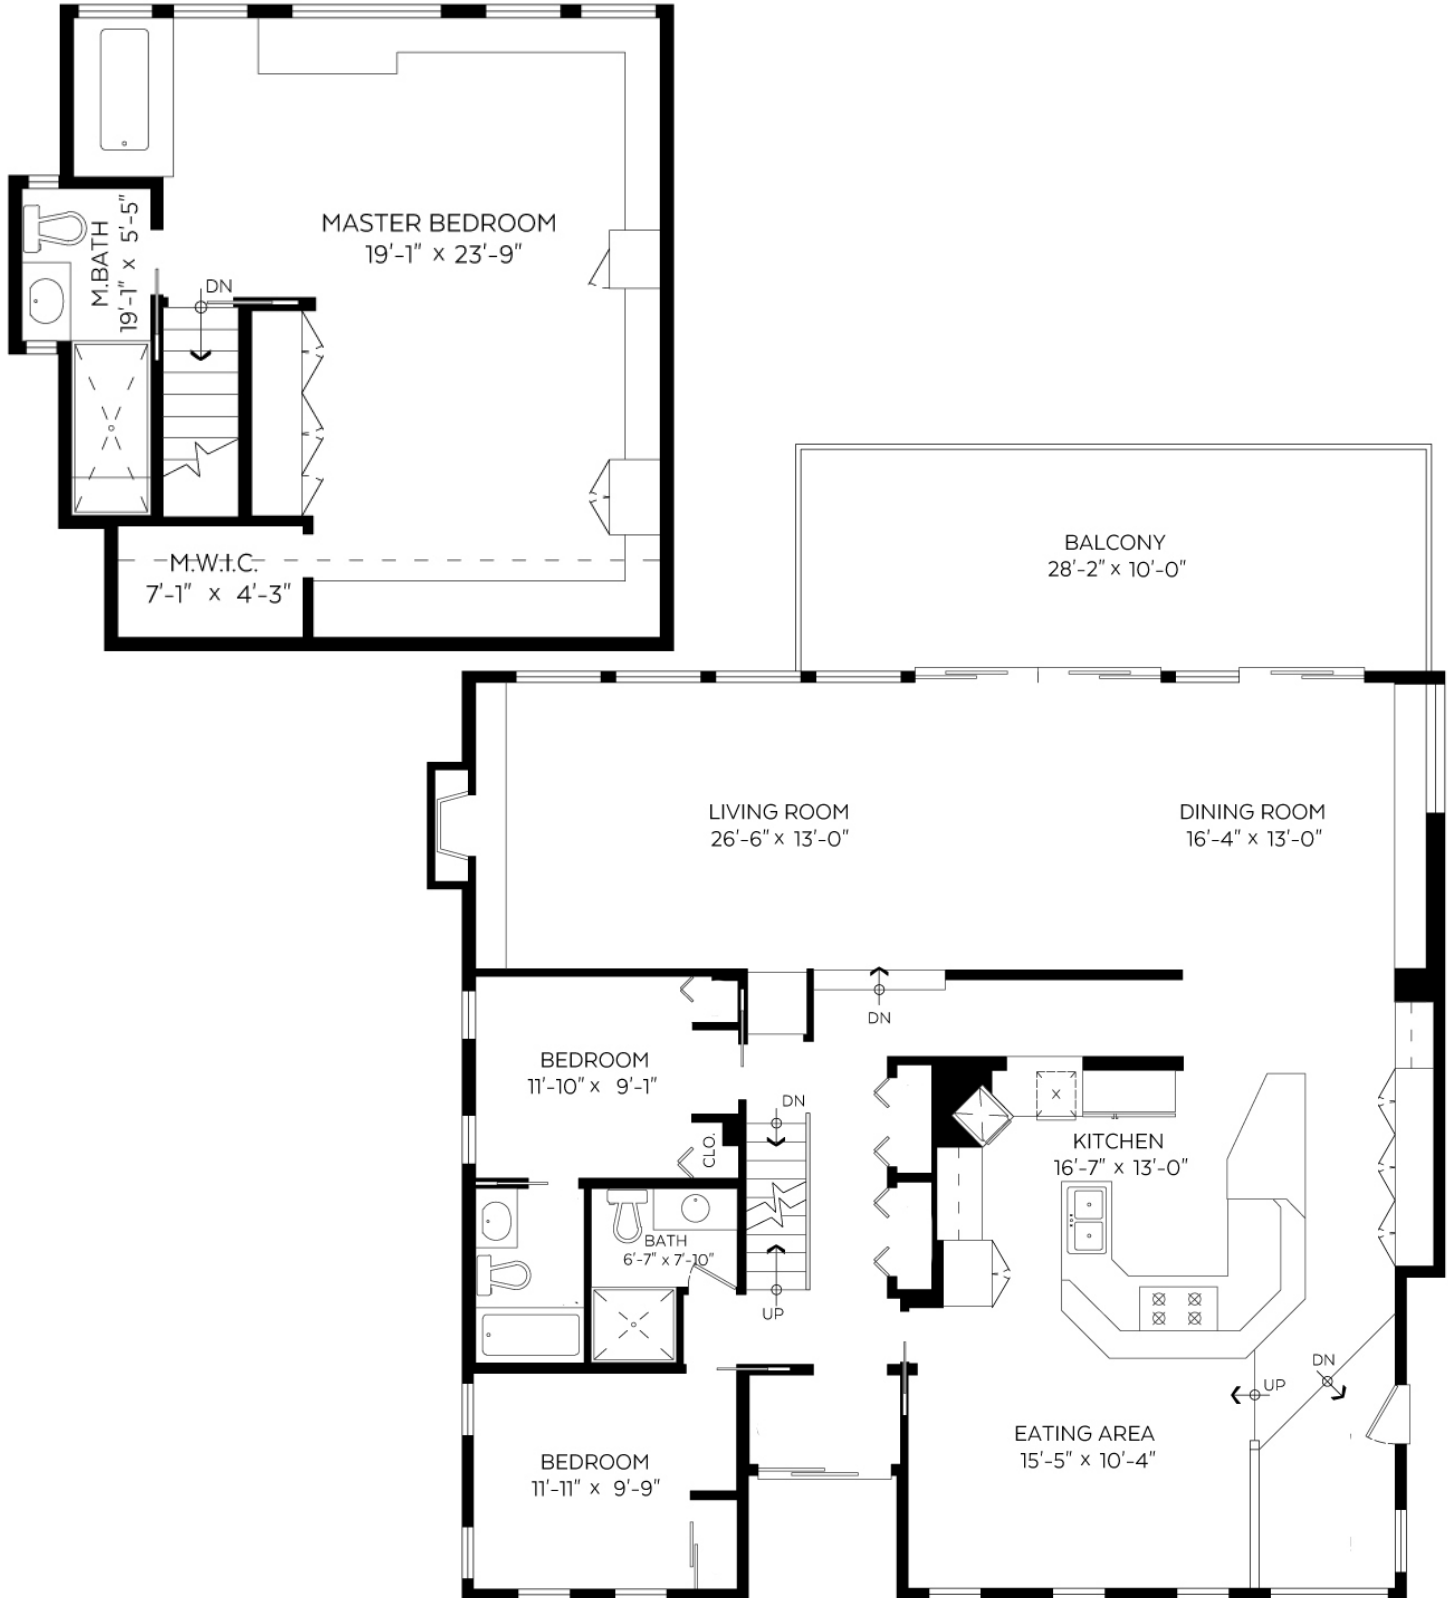 MASTER BEDROOM
19'-1" x 23'-9"
M.BATH
19'-1" x 5'-5"
DN
M.W.I.C.
7'-1" x 4'-3"
BALCONY
28'-2" x 10'-0"
LIVING ROOM
26'-6" x 13'-0"
DINING ROOM
16'-4" x 13'-0"
DN
BEDROOM
11'-10" x 9'-1"
DN
CLO.
X
KITCHEN
16'-7" x 13'-0"
BATH
6'-7" x 7'-10"
UP
DN
UP
EATING AREA
15'-5" x 10'-4"
BEDROOM
11'-11" x 9'-9"